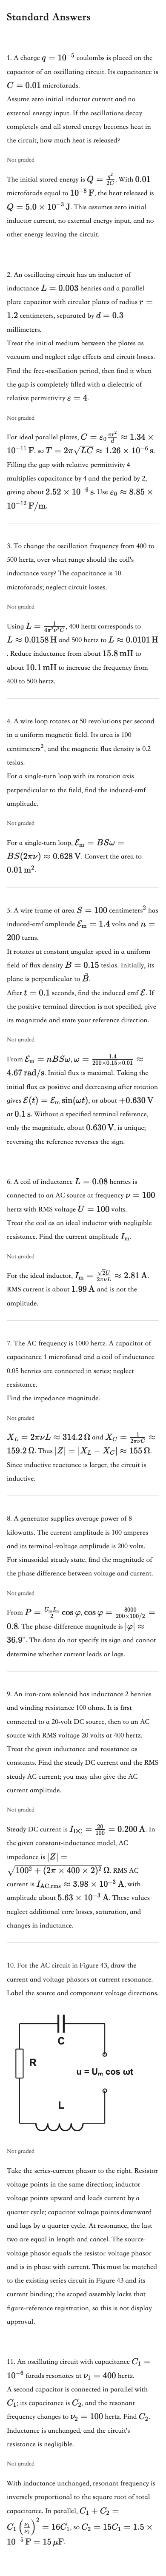 Standard Answers
1. A charge q = 10⁻⁵ coulombs is placed on the
capacitor of an oscillating circuit. Its capacitance is
C = 0.01 microfarads.
Assume zero initial inductor current and no
external energy input. If the oscillations decay
completely and all stored energy becomes heat in
the circuit, how much heat is released?
Not graded
The initial stored energy is Q = q²/2C. With 0.01
microfarads equal to 10⁻⁸ F, the heat released is
Q = 5.0 × 10⁻³ J. This assumes zero initial
inductor current, no external energy input, and no
other energy leaving the circuit.
2. An oscillating circuit has an inductor of
inductance L = 0.003 henries and a parallel-
plate capacitor with circular plates of radius r =
1.2 centimeters, separated by d = 0.3
millimeters.
Treat the initial medium between the plates as
vacuum and neglect edge effects and circuit losses.
Find the free-oscillation period, then find it when
the gap is completely filled with a dielectric of
relative permittivity ε = 4.
Not graded
For ideal parallel plates, C = ε₀ πr²/d ≈ 1.34 ×
10⁻¹¹ F, so T = 2π√LC ≈ 1.26 × 10⁻⁶ s.
Filling the gap with relative permittivity 4
multiplies capacitance by 4 and the period by 2,
giving about 2.52 × 10⁻⁶ s. Use ε₀ ≈ 8.85 ×
10⁻¹² F/m.
3. To change the oscillation frequency from 400 to
500 hertz, over what range should the coil's
inductance vary? The capacitance is 10
microfarads; neglect circuit losses.
Not graded
Using L = 1/4π²ν²C, 400 hertz corresponds to
L ≈ 0.0158 H and 500 hertz to L ≈ 0.0101 H
. Reduce inductance from about 15.8 mH to
about 10.1 mH to increase the frequency from
400 to 500 hertz.
4. A wire loop rotates at 50 revolutions per second
in a uniform magnetic field. Its area is 100
centimeters², and the magnetic flux density is 0.2
teslas.
For a single-turn loop with its rotation axis
perpendicular to the field, find the induced-emf
amplitude.
Not graded
For a single-turn loop, ℰₘ = BSω =
BS(2πν) ≈ 0.628 V. Convert the area to
0.01 m².
5. A wire frame of area S = 100 centimeters² has
induced-emf amplitude ℰₘ = 1.4 volts and n =
200 turns.
It rotates at constant angular speed in a uniform
field of flux density B = 0.15 teslas. Initially, its
plane is perpendicular to B⃗.
After t = 0.1 seconds, find the induced emf ℰ. If
the positive terminal direction is not specified, give
its magnitude and state your reference direction.
Not graded
From ℰₘ = nBSω, ω = 1.4/200×0.15×0.01 ≈
4.67 rad/s. Initial flux is maximal. Taking the
initial flux as positive and decreasing after rotation
gives ℰ(t) = ℰₘ sin(ωt), or about +0.630 V
at 0.1 s. Without a specified terminal reference,
only the magnitude, about 0.630 V, is unique;
reversing the reference reverses the sign.
6. A coil of inductance L = 0.08 henries is
connected to an AC source at frequency ν = 100
hertz with RMS voltage U = 100 volts.
Treat the coil as an ideal inductor with negligible
resistance. Find the current amplitude Iₘ.
Not graded
For the ideal inductor, Iₘ = √2U/2πνL ≈ 2.81 A.
RMS current is about 1.99 A and is not the
amplitude.
7. The AC frequency is 1000 hertz. A capacitor of
capacitance 1 microfarad and a coil of inductance
0.05 henries are connected in series; neglect
resistance.
Find the impedance magnitude.
Not graded
X_L = 2πνL ≈ 314.2 Ω and X_C = 1/2πνC ≈
159.2 Ω. Thus |Z| = |X_L − X_C| ≈ 155 Ω.
Since inductive reactance is larger, the circuit is
inductive.
8. A generator supplies average power of 8
kilowatts. The current amplitude is 100 amperes
and its terminal-voltage amplitude is 200 volts.
For sinusoidal steady state, find the magnitude of
the phase difference between voltage and current.
Not graded
From P = UₘIₘ/2 cos φ, cos φ = 8000/200×100/2 =
0.8. The phase-difference magnitude is |φ| ≈
36.9°. The data do not specify its sign and cannot
determine whether current leads or lags.
9. An iron-core solenoid has inductance 2 henries
and winding resistance 100 ohms. It is first
connected to a 20-volt DC source, then to an AC
source with RMS voltage 20 volts at 400 hertz.
Treat the given inductance and resistance as
constants. Find the steady DC current and the RMS
steady AC current; you may also give the AC
current amplitude.
Not graded
Steady DC current is I_DC = 20/100 = 0.200 A. In
the given constant-inductance model, AC
impedance is |Z| =
√100² + (2π × 400 × 2)² Ω. RMS AC
current is I_AC,rms ≈ 3.98 × 10⁻³ A, with
amplitude about 5.63 × 10⁻³ A. These values
neglect additional core losses, saturation, and
changes in inductance.
10. For the AC circuit in Figure 43, draw the
current and voltage phasors at current resonance.
Label the source and component voltage directions.
C
R
u = Uₘ cos ωt
L
Not graded
Take the series-current phasor to the right. Resistor
voltage points in the same direction; inductor
voltage points upward and leads current by a
quarter cycle; capacitor voltage points downward
and lags by a quarter cycle. At resonance, the last
two are equal in length and cancel. The source-
voltage phasor equals the resistor-voltage phasor
and is in phase with current. This must be matched
to the existing series circuit in Figure 43 and its
current binding; the scoped assembly lacks that
figure-reference registration, so this is not display
approval.
11. An oscillating circuit with capacitance C₁ =
10⁻⁶ farads resonates at ν₁ = 400 hertz.
A second capacitor is connected in parallel with
C₁; its capacitance is C₂, and the resonant
frequency changes to ν₂ = 100 hertz. Find C₂.
Inductance is unchanged, and the circuit's
resistance is negligible.
Not graded
With inductance unchanged, resonant frequency is
inversely proportional to the square root of total
capacitance. In parallel, C₁ + C₂ =
C₁ (ν₁/ν₂)² = 16C₁, so C₂ = 15C₁ = 1.5 ×
10⁻⁵ F = 15 μF.